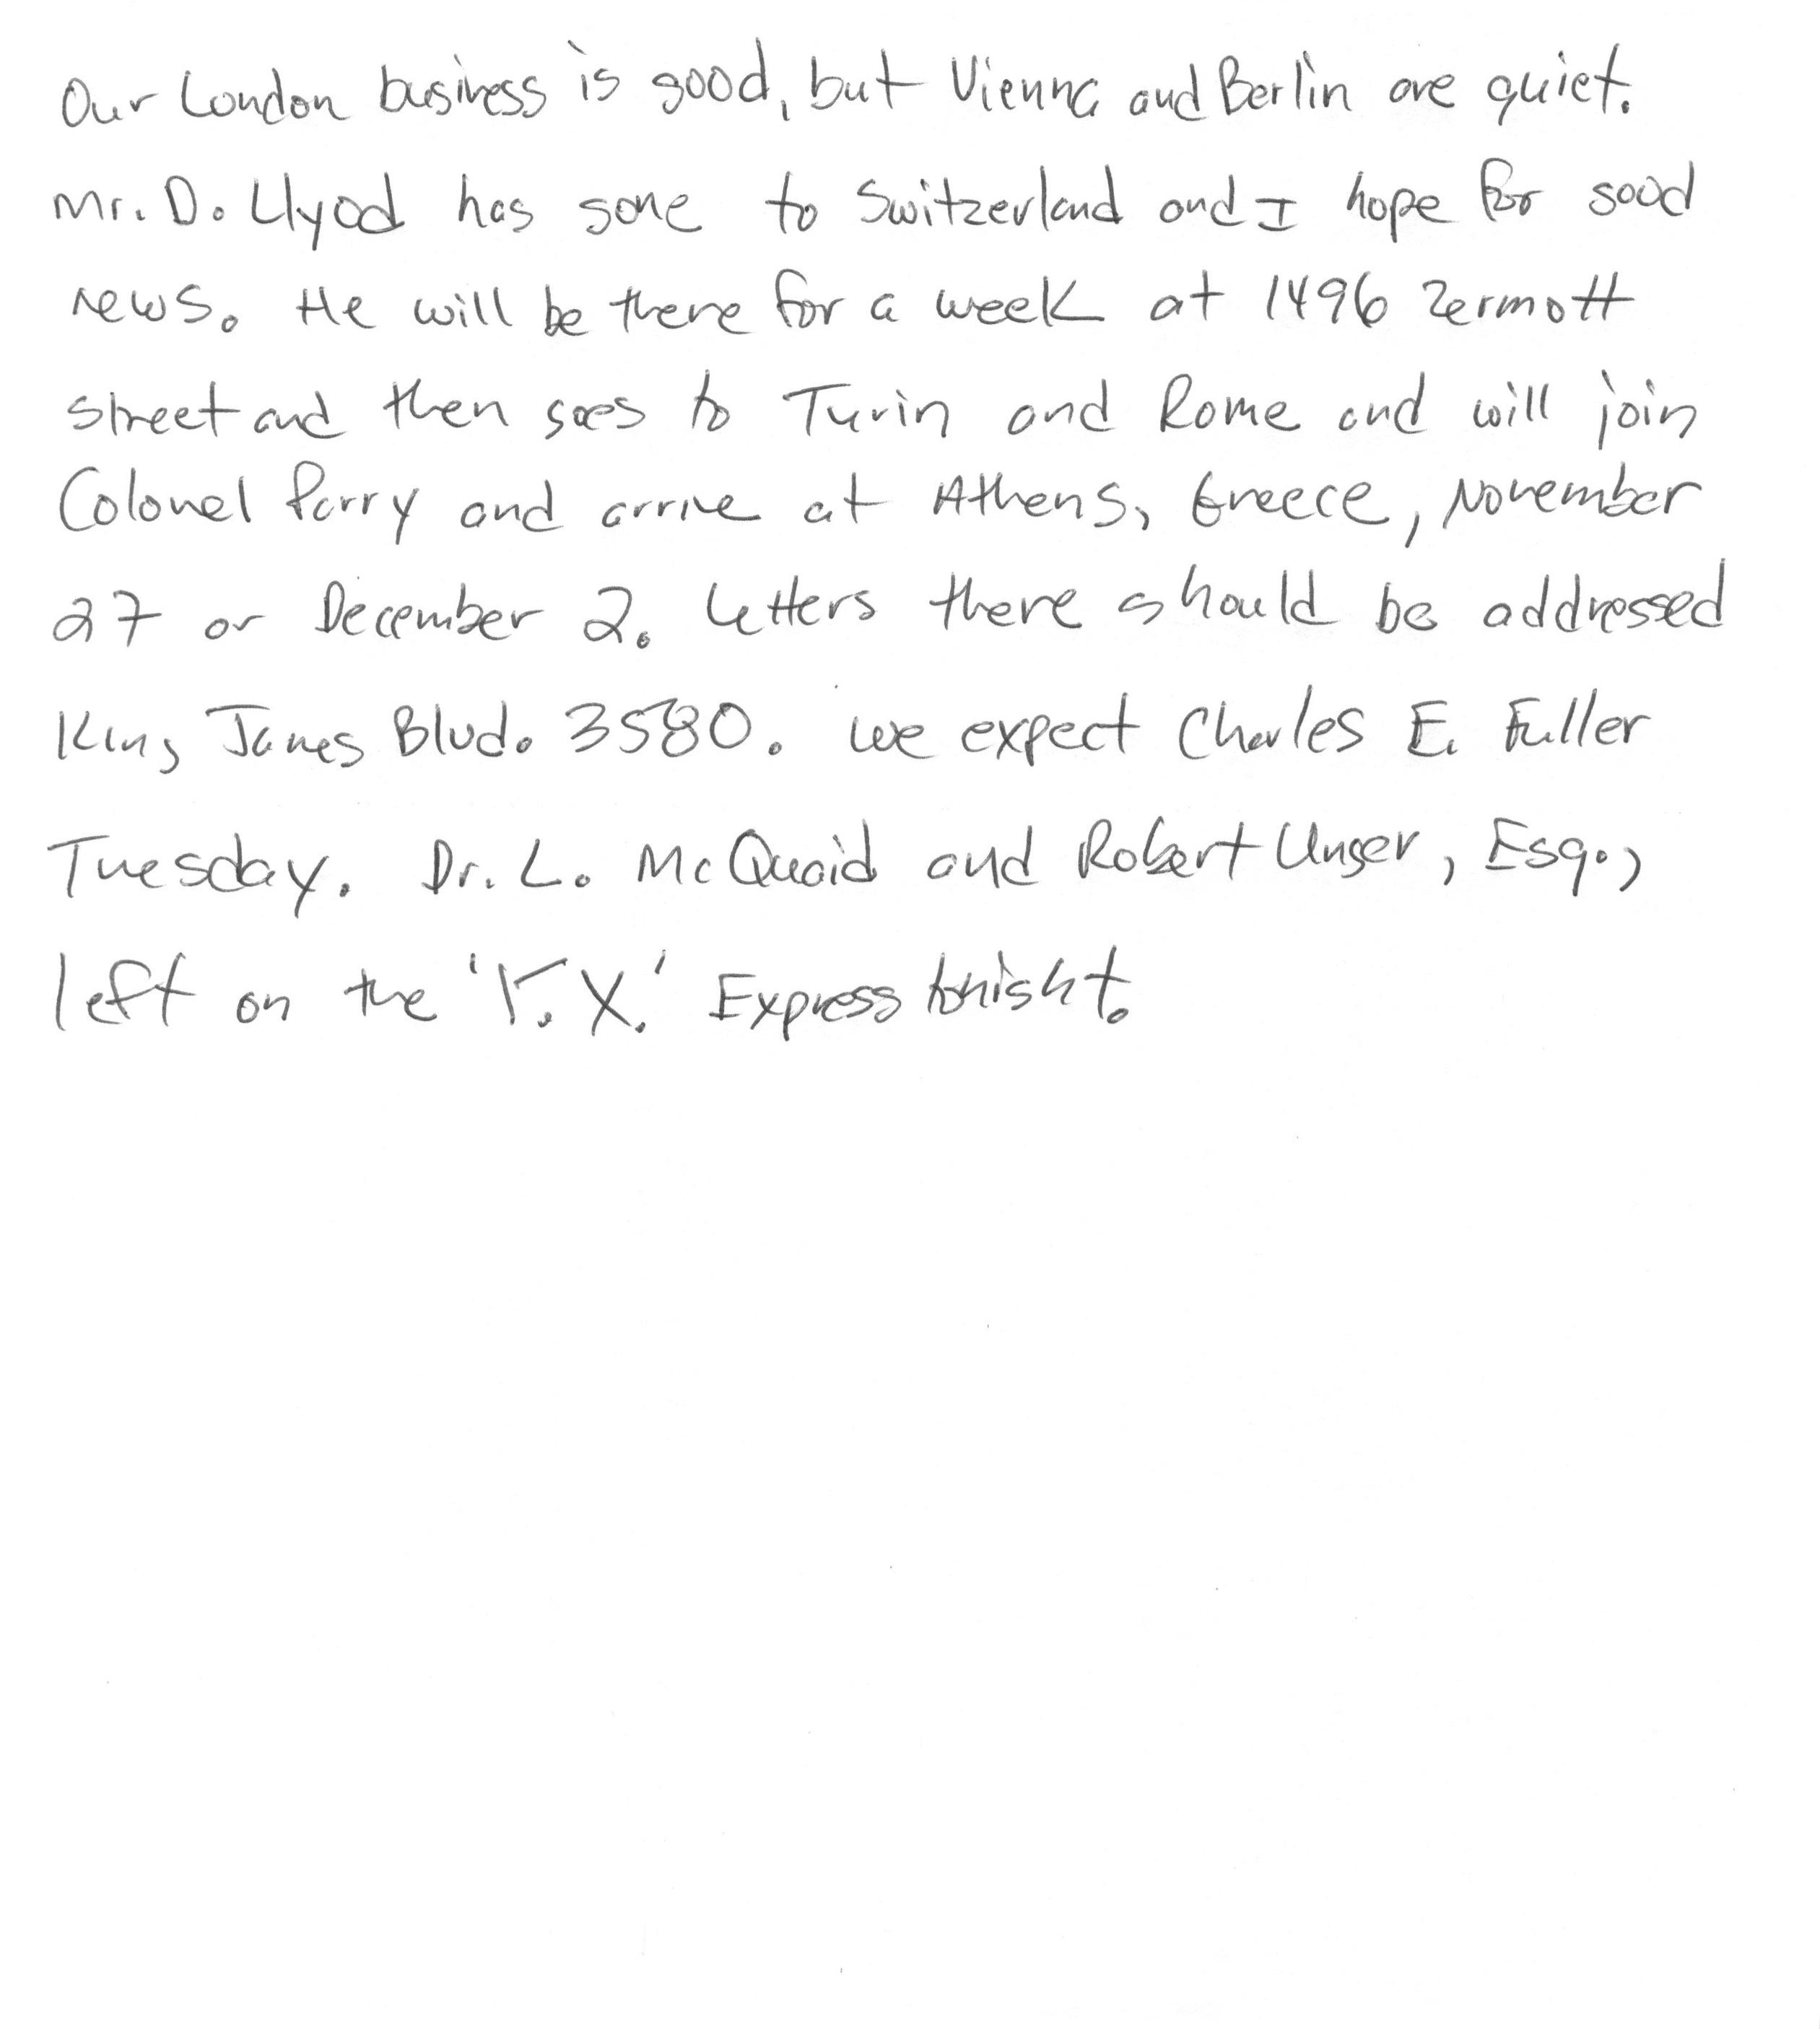 Our London business is good, but Vienna and Berlin are quiet.
Mr. D. Llyod has gone to Switzerland and I hope for good
news. He will be there for a week at 1496 Zermott
street and then goes to Turin and Rome and will join
Colonel Parry and arrive at Athens, Greece, November
27 or December 2. Letters there should be addressed
King James Blvd. 3580. We expect Charles E. Fuller
Tuesday. Dr. L. McQuaid and Robert Unger, Esq.,
left on the 'Y. X.' Express tonight.